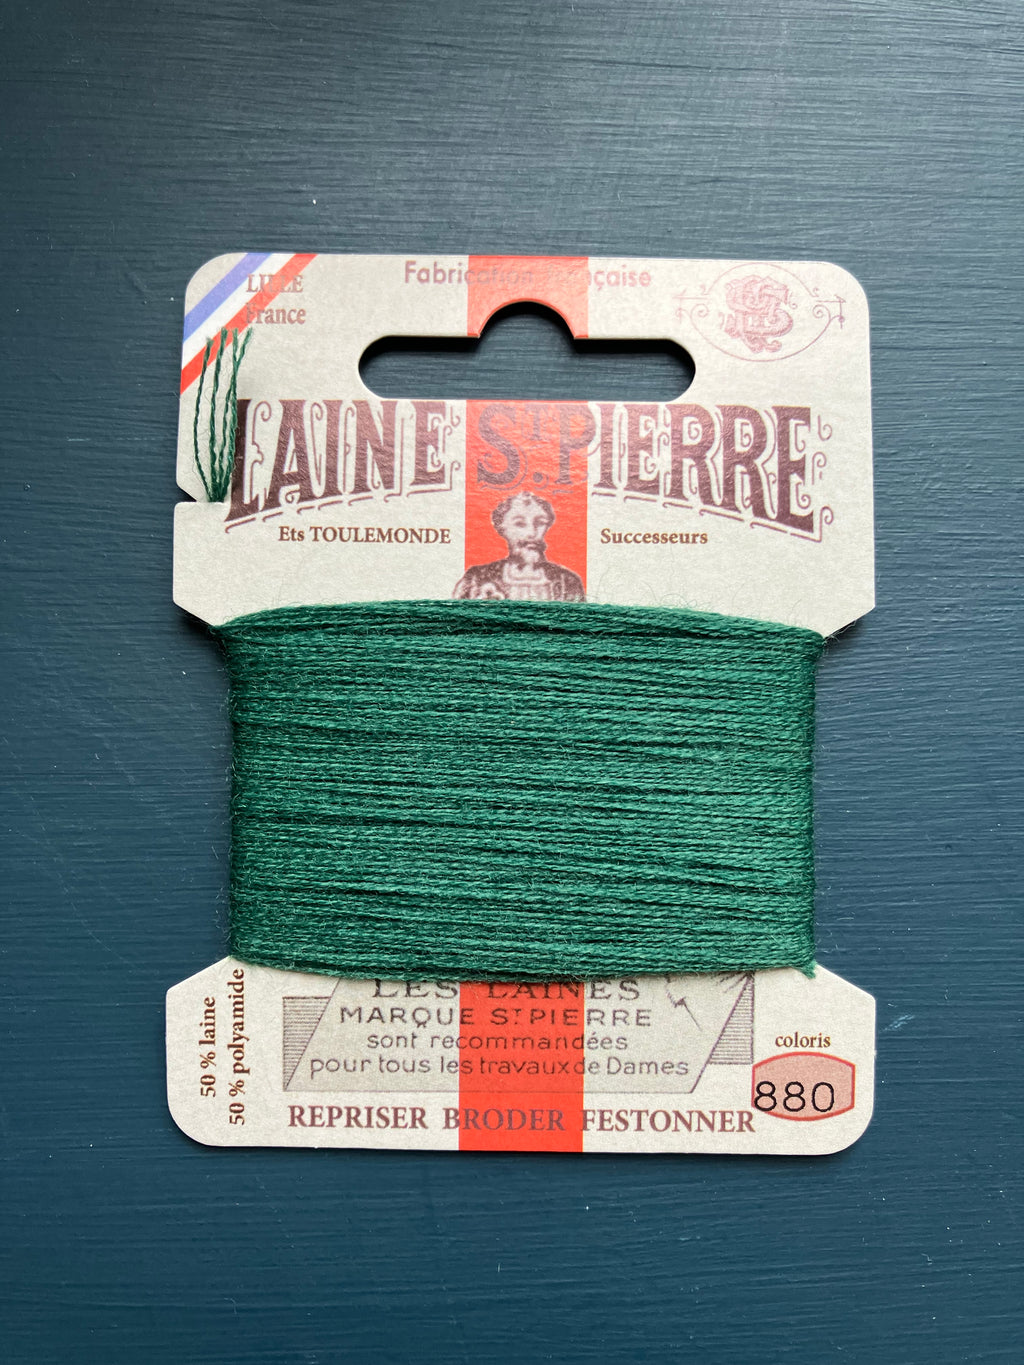 LILLE
France
Fabrication Française
LAINE ST. PIERRE
Ets TOULEMONDE
Successeurs
LES LAINES
MARQUE ST PIERRE
sont recommandées
pour tous les travaux de Dames
REPRISER BRODER FESTONNER
50 % laine
50 % polyamide
coloris
880